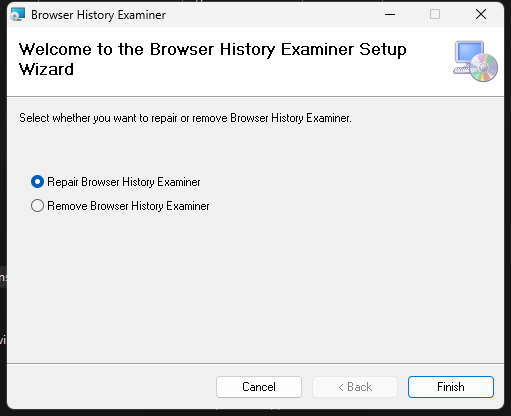 Browser History Examiner
Welcome to the Browser History Examiner Setup
Wizard
Select whether you want to repair or remove Browser History Examiner.
Repair Browser History Examiner
Remove Browser History Examiner
Cancel
< Back
Finish